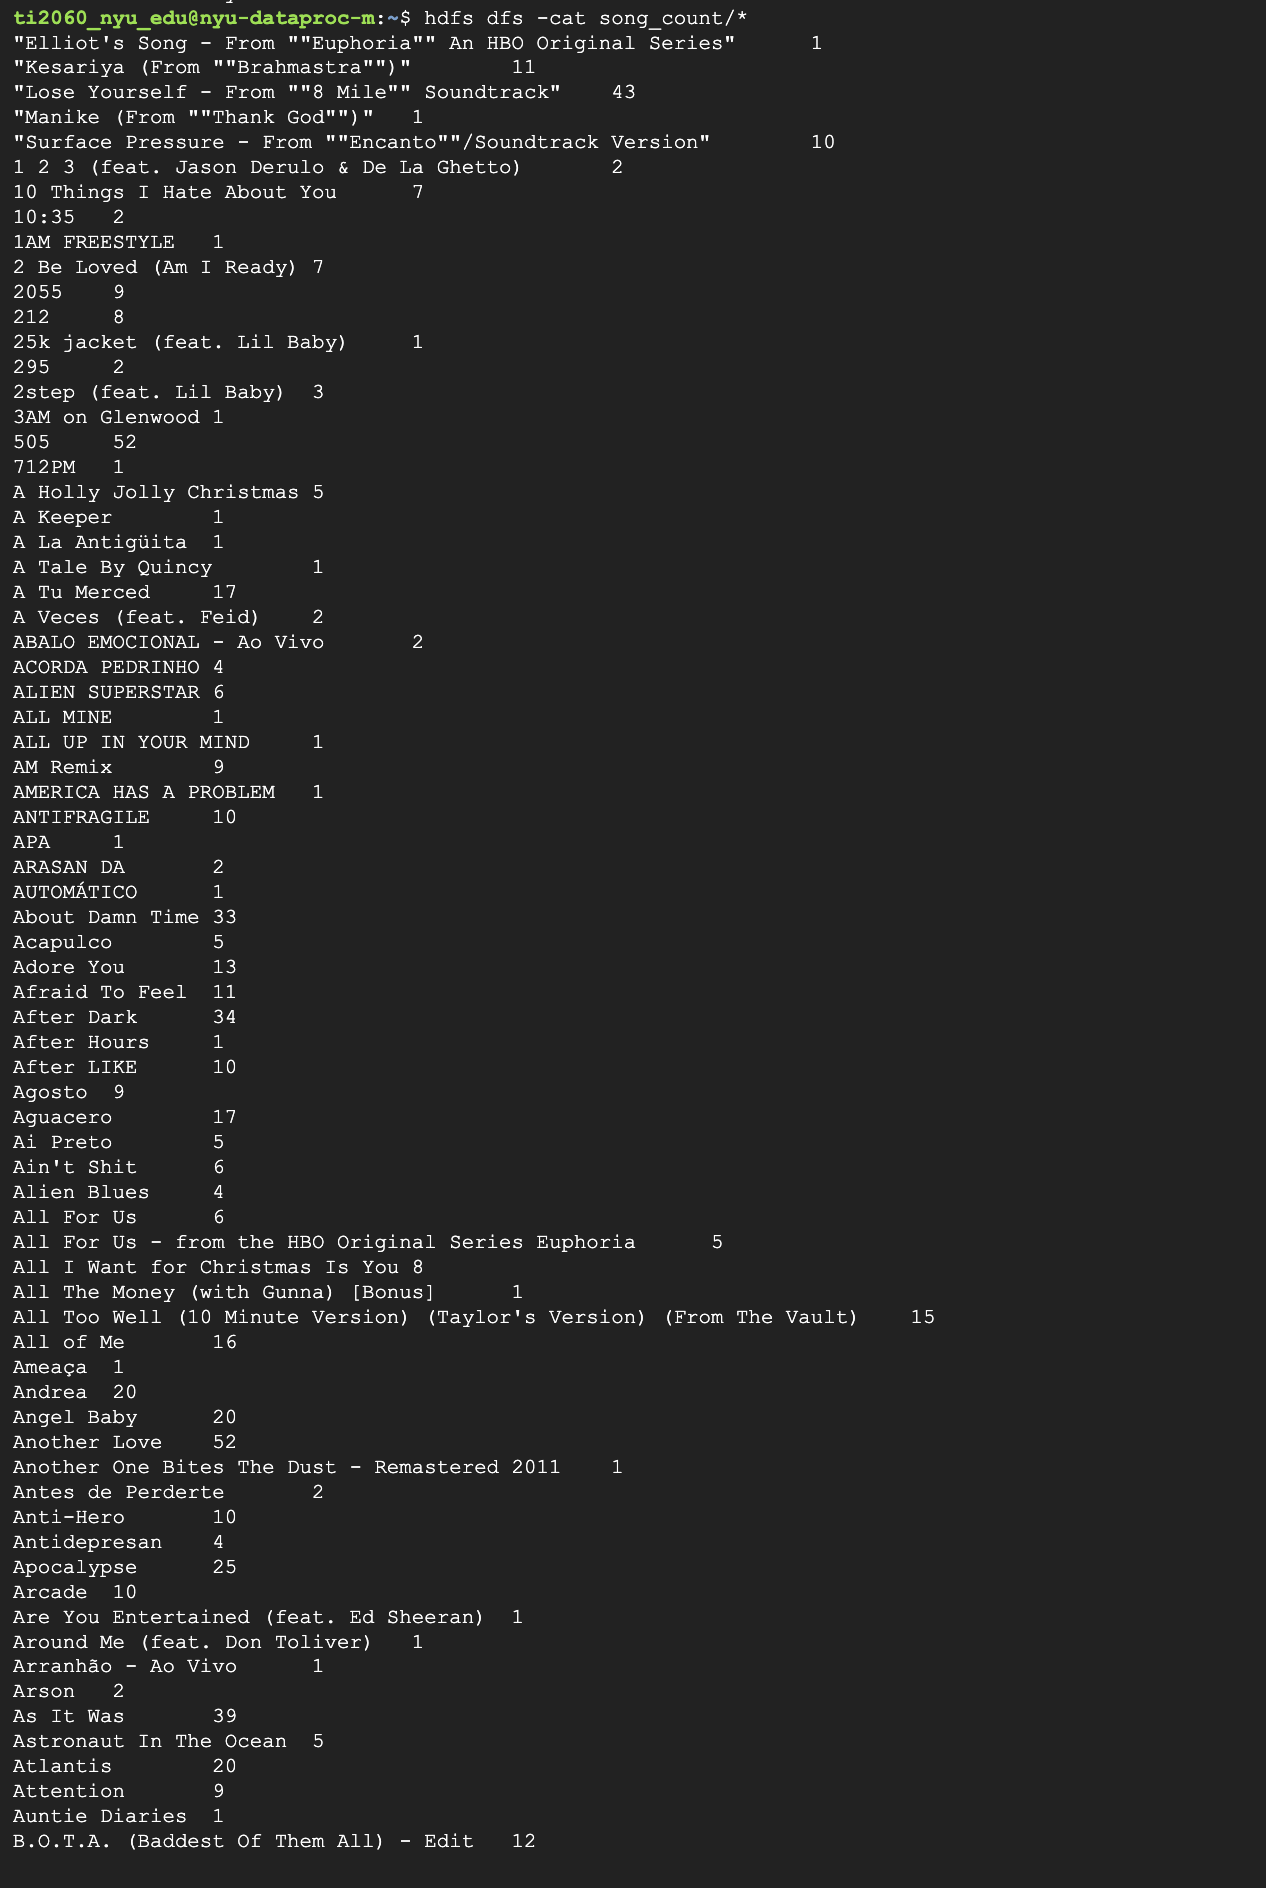 ti2060_nyu_edu@nyu-dataproc-m:~$ hdfs dfs -cat song_count/*
"Elliot's Song - From ""Euphoria"" An HBO Original Series"	1
"Kesariya (From ""Brahmastra"")"	11
"Lose Yourself - From ""8 Mile"" Soundtrack"	43
"Manike (From ""Thank God"")"	1
"Surface Pressure - From ""Encanto""/Soundtrack Version"	10
1 2 3 (feat. Jason Derulo & De La Ghetto)	2
10 Things I Hate About You	7
10:35	2
1AM FREESTYLE	1
2 Be Loved (Am I Ready)	7
2055	9
212	8
25k jacket (feat. Lil Baby)	1
295	2
2step (feat. Lil Baby)	3
3AM on Glenwood	1
505	52
712PM	1
A Holly Jolly Christmas	5
A Keeper	1
A La Antigüita	1
A Tale By Quincy	1
A Tu Merced	17
A Veces (feat. Feid)	2
ABALO EMOCIONAL - Ao Vivo	2
ACORDA PEDRINHO	4
ALIEN SUPERSTAR	6
ALL MINE	1
ALL UP IN YOUR MIND	1
AM Remix	9
AMERICA HAS A PROBLEM	1
ANTIFRAGILE	10
APA	1
ARASAN DA	2
AUTOMÁTICO	1
About Damn Time	33
Acapulco	5
Adore You	13
Afraid To Feel	11
After Dark	34
After Hours	1
After LIKE	10
Agosto	9
Aguacero	17
Ai Preto	5
Ain't Shit	6
Alien Blues	4
All For Us	6
All For Us - from the HBO Original Series Euphoria	5
All I Want for Christmas Is You	8
All The Money (with Gunna) [Bonus]	1
All Too Well (10 Minute Version) (Taylor's Version) (From The Vault)	15
All of Me	16
Ameaça	1
Andrea	20
Angel Baby	20
Another Love	52
Another One Bites The Dust - Remastered 2011	1
Antes de Perderte	2
Anti-Hero	10
Antidepresan	4
Apocalypse	25
Arcade	10
Are You Entertained (feat. Ed Sheeran)	1
Around Me (feat. Don Toliver)	1
Arranhão - Ao Vivo	1
Arson	2
As It Was	39
Astronaut In The Ocean	5
Atlantis	20
Attention	9
Auntie Diaries	1
B.O.T.A. (Baddest Of Them All) - Edit	12